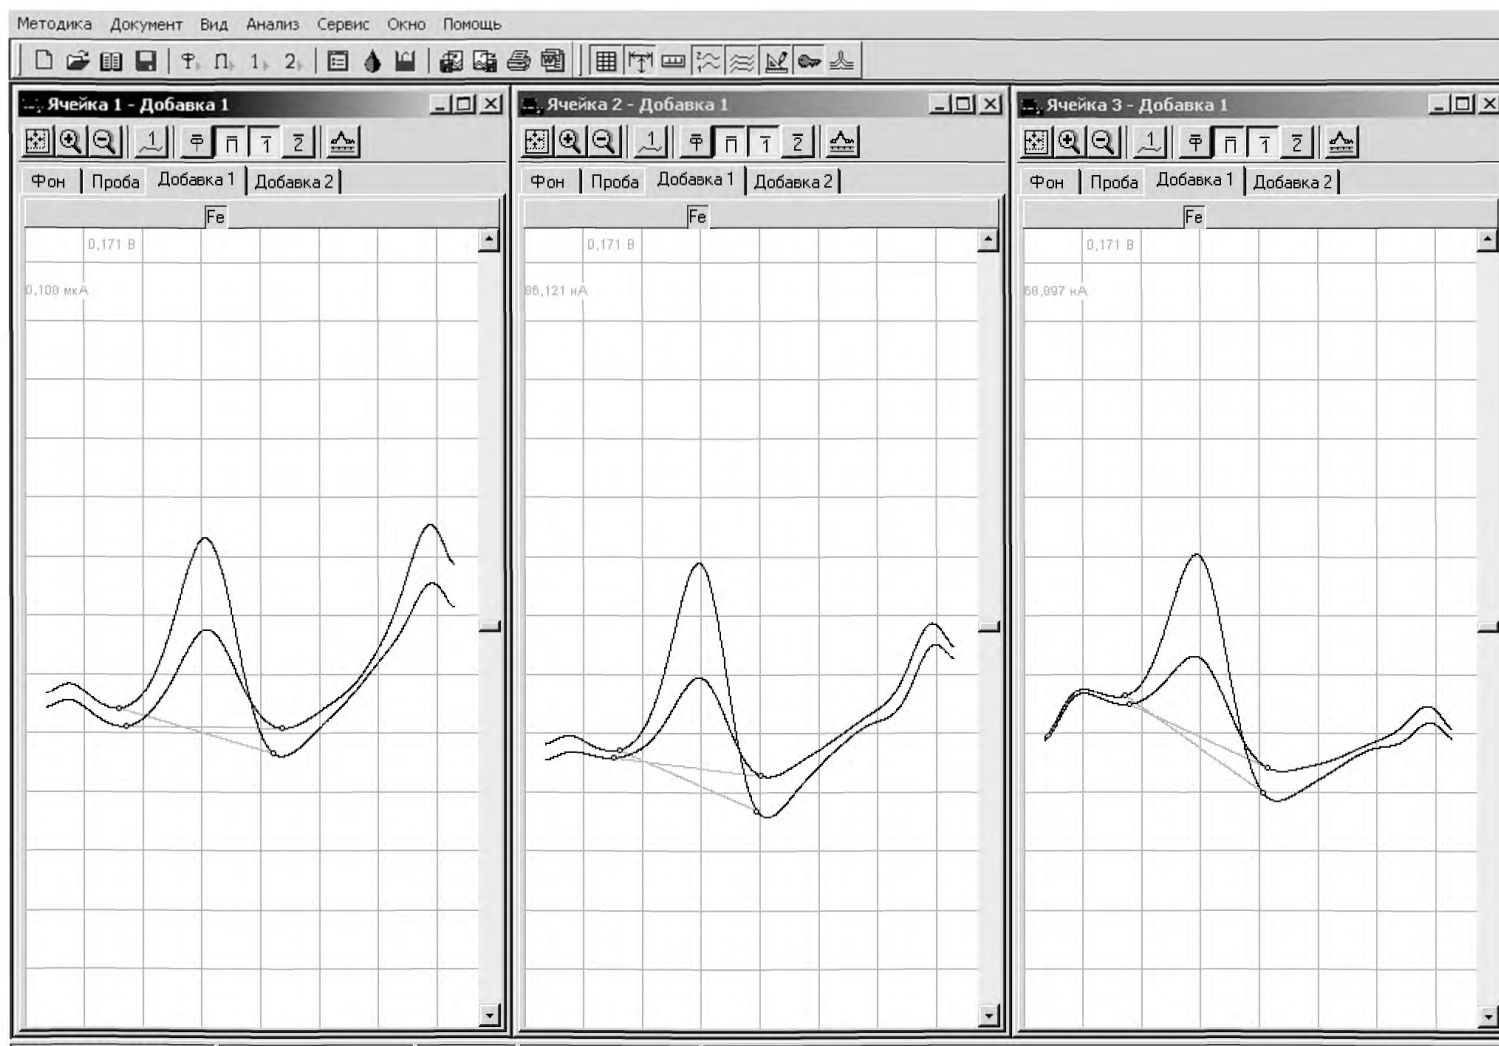 Методика Документ Вид Анализ Сервис Окно Помощь
Ячейка 1 - Добавка 1
Фон Проба Добавка 1 Добавка 2
Fe
0,171 В
0,108 мкА
Ячейка 2 - Добавка 1
Фон Проба Добавка 1 Добавка 2
Fe
0,171 В
86,121 нА
Ячейка 3 - Добавка 1
Фон Проба Добавка 1 Добавка 2
Fe
0,171 В
68,897 нА